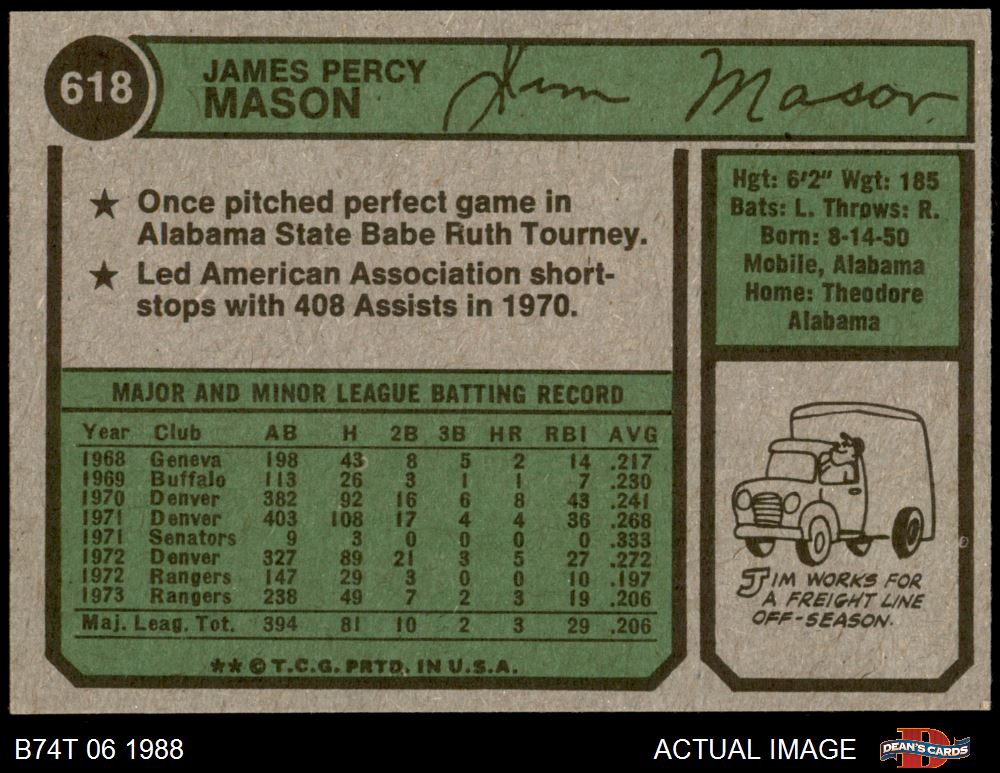 618
JAMES PERCY
MASON
Jim Mason
★ Once pitched perfect game in
Alabama State Babe Ruth Tourney.
★ Led American Association short-
stops with 408 Assists in 1970.
Hgt: 6'2" Wgt: 185
Bats: L. Throws: R.
Born: 8-14-50
Mobile, Alabama
Home: Theodore
Alabama
MAJOR AND MINOR LEAGUE BATTING RECORD
Year Club AB H 2B 3B HR RBI AVG
1968 Geneva 198 43 8 5 2 14 .217
1969 Buffalo 113 26 3 1 1 7 .230
1970 Denver 382 92 16 6 8 43 .241
1971 Denver 403 108 17 4 4 36 .268
1971 Senators 9 3 0 0 0 0 .333
1972 Denver 327 89 21 3 5 27 .272
1972 Rangers 147 29 3 0 0 10 .197
1973 Rangers 238 49 7 2 3 19 .206
Maj. Leag. Tot. 394 81 10 2 3 29 .206
★★ © T.C.G. PRTD. IN U.S.A.
JIM WORKS FOR
A FREIGHT LINE
OFF-SEASON.
B74T 06 1988
ACTUAL IMAGE
DEAN'S CARDS